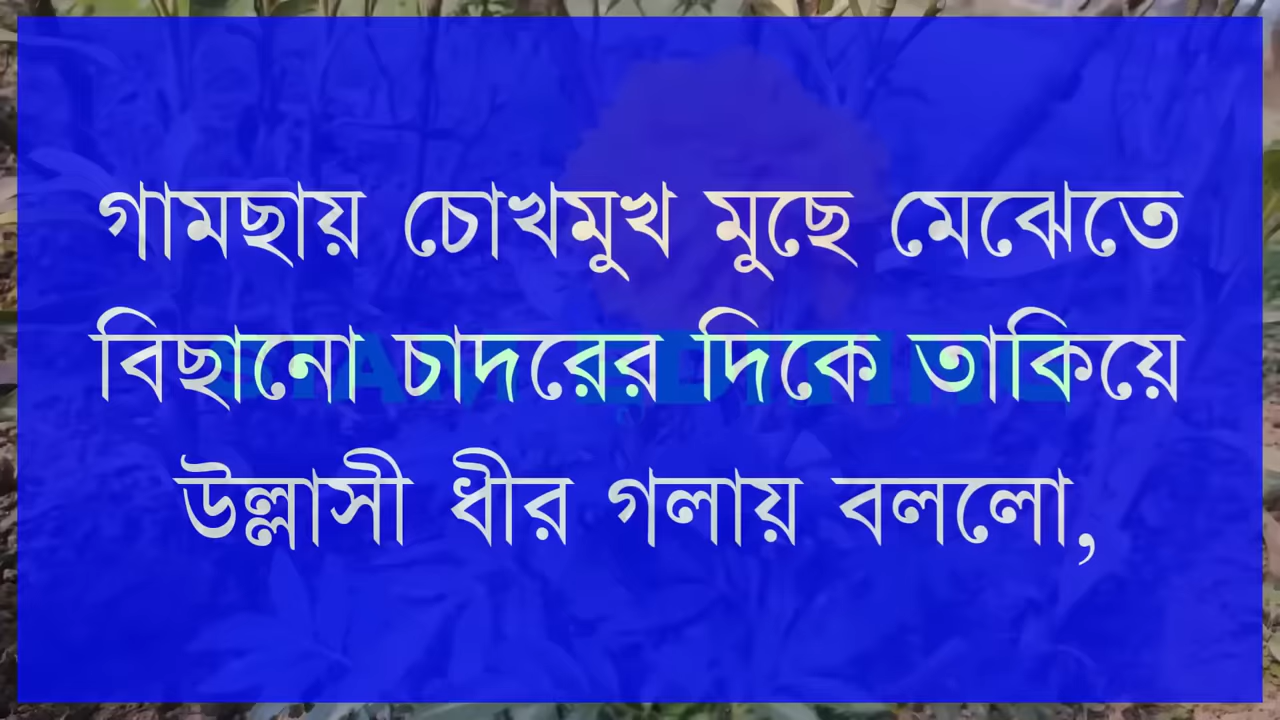 গামছায় চোখমুখ মুছে মেঝেতে
বিছানো চাদরের দিকে তাকিয়ে
উল্লাসী ধীর গলায় বললো,